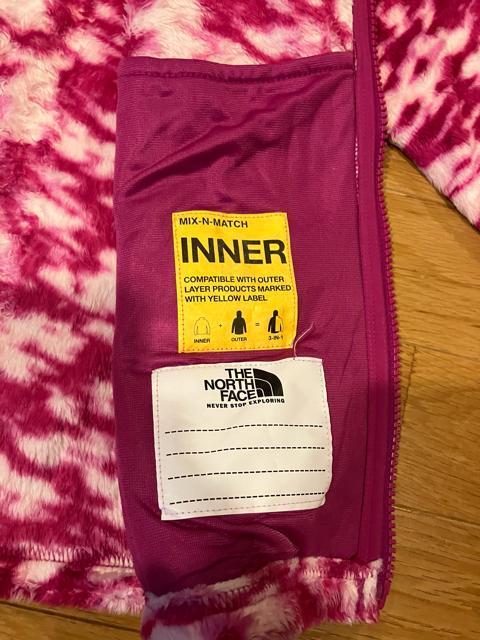 MIX-N-MATCH
INNER
COMPATIBLE WITH OUTER
LAYER PRODUCTS MARKED
WITH YELLOW LABEL
+ =
INNER OUTER 3-IN-1
THE
NORTH
FACE
NEVER STOP EXPLORING